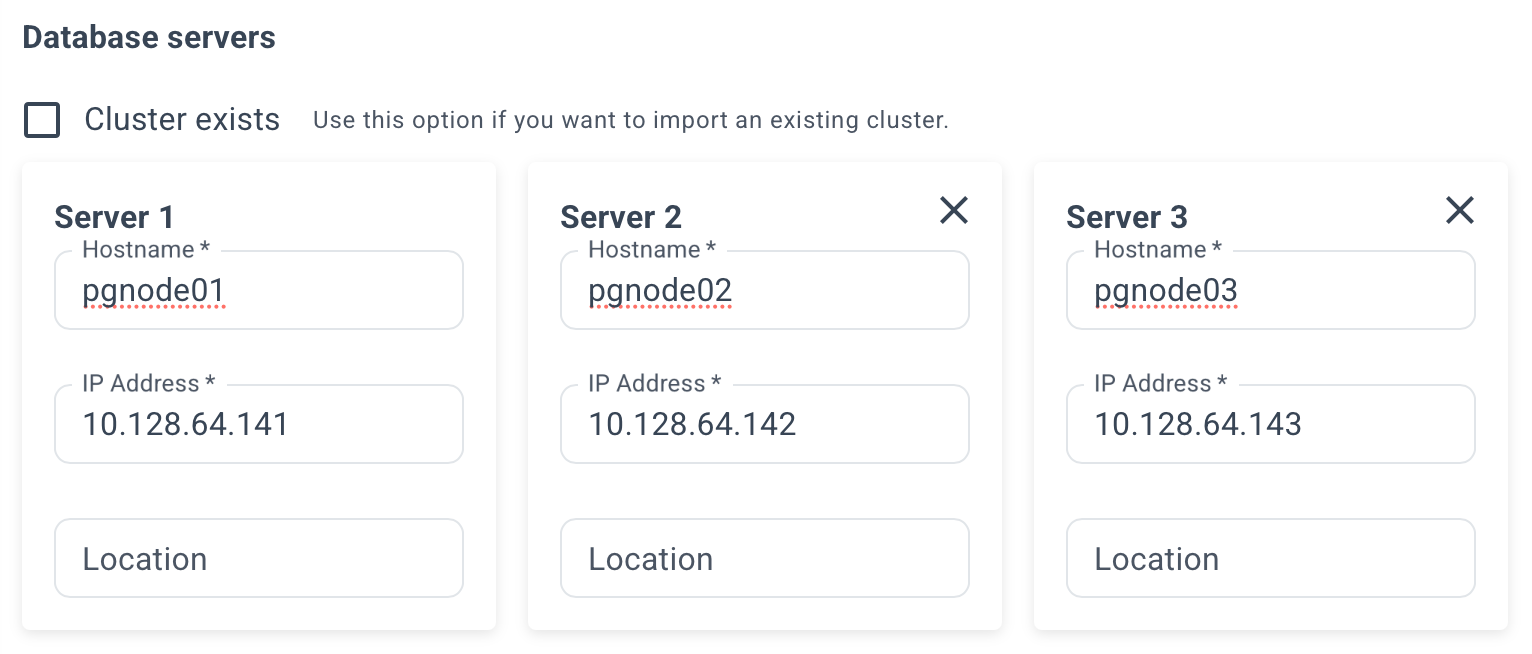 Database servers
Cluster exists Use this option if you want to import an existing cluster.
Server 1
Hostname *
pgnode01
IP Address *
10.128.64.141
Location
Server 2
Hostname *
pgnode02
IP Address *
10.128.64.142
Location
Server 3
Hostname *
pgnode03
IP Address *
10.128.64.143
Location